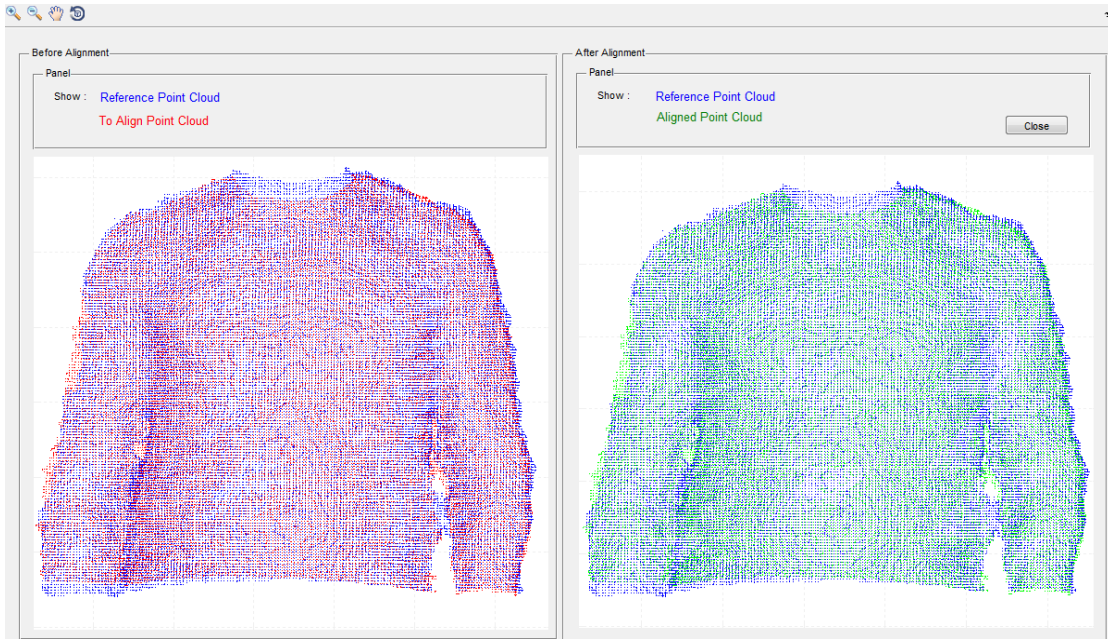 Before Alignment
Panel
Show : Reference Point Cloud
To Align Point Cloud
After Alignment
Panel
Show : Reference Point Cloud
Aligned Point Cloud
Close